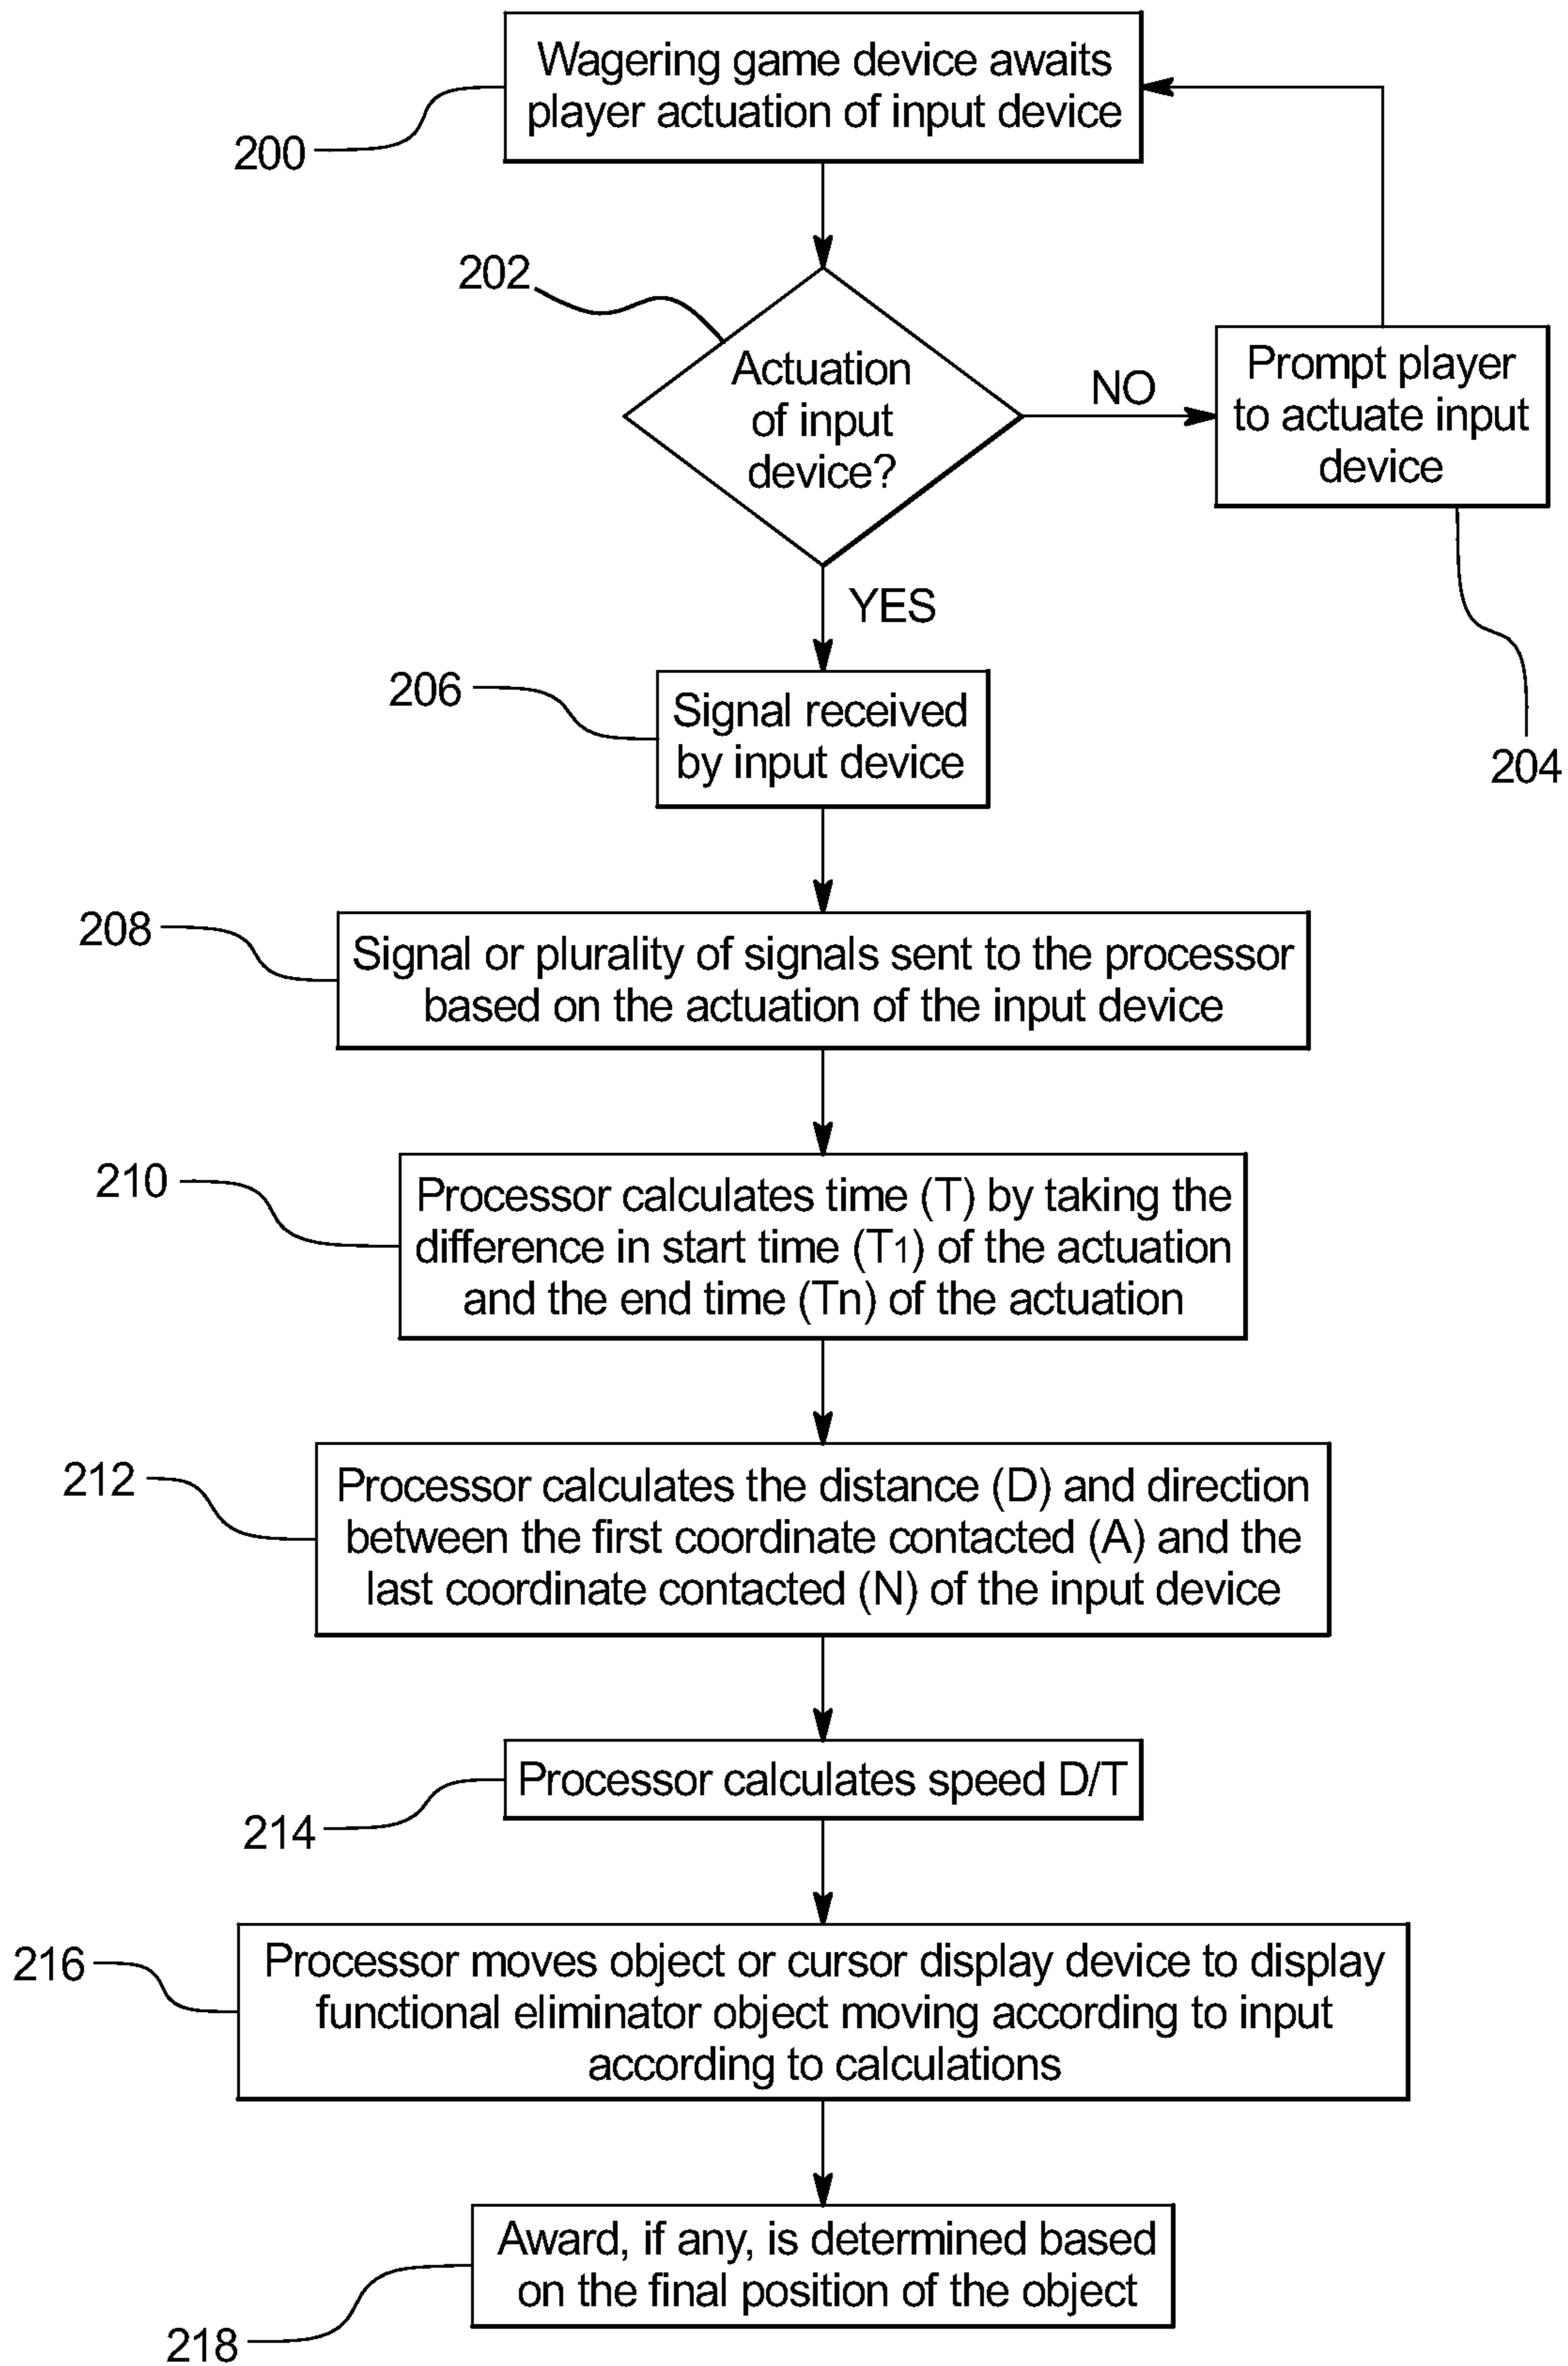 Wagering game device awaits
player actuation of input device
200
202
Actuation
of input
device?
NO
Prompt player
to actuate input
device
204
YES
206
Signal received
by input device
208
Signal or plurality of signals sent to the processor
based on the actuation of the input device
210
Processor calculates time (T) by taking the
difference in start time (T1) of the actuation
and the end time (Tn) of the actuation
212
Processor calculates the distance (D) and direction
between the first coordinate contacted (A) and the
last coordinate contacted (N) of the input device
Processor calculates speed D/T
214
216
Processor moves object or cursor display device to display
functional eliminator object moving according to input
according to calculations
Award, if any, is determined based
on the final position of the object
218